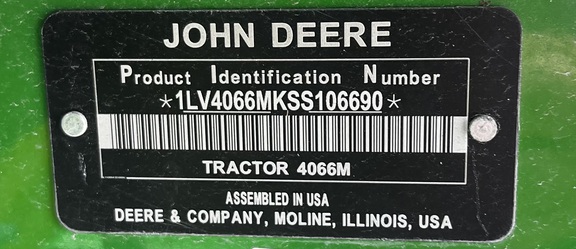 JOHN DEERE
Product Identification Number
*1LV4066MKSS106690*
TRACTOR 4066M
ASSEMBLED IN USA
DEERE & COMPANY, MOLINE, ILLINOIS, USA